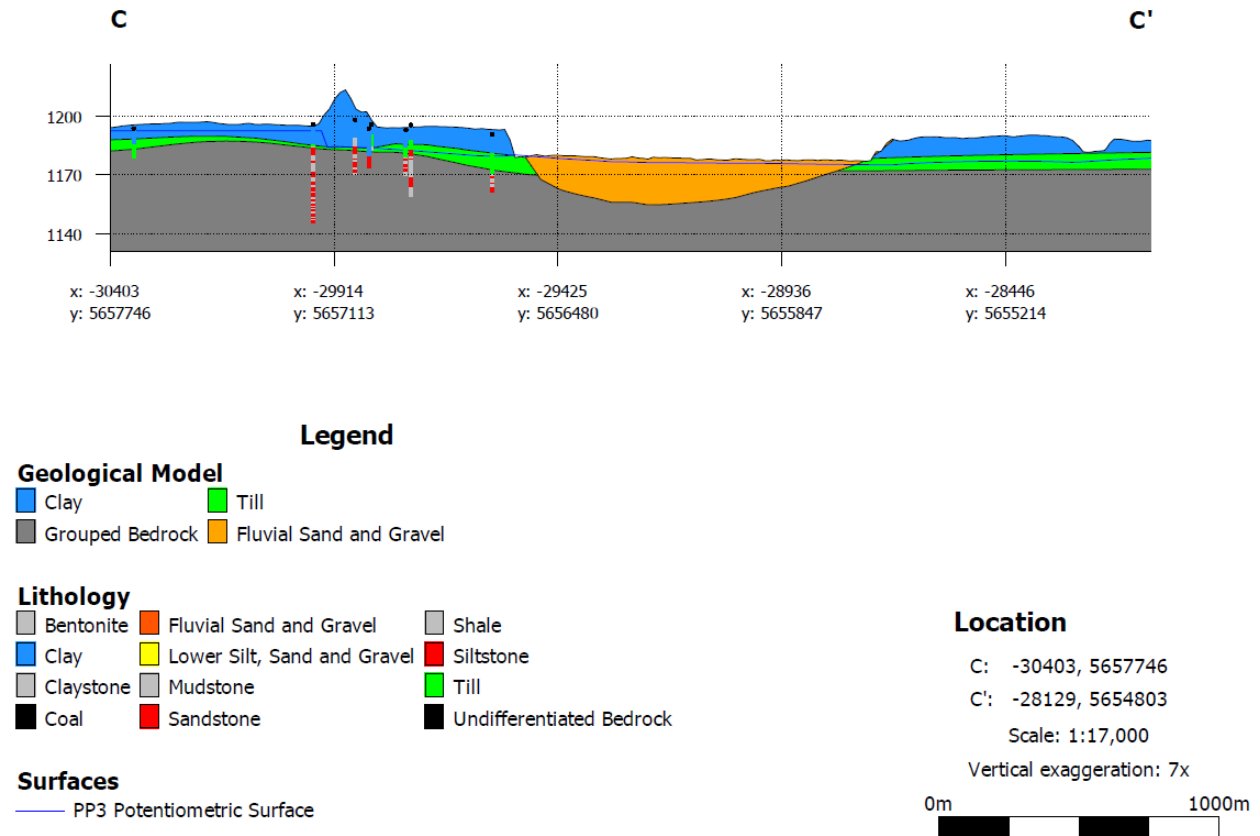 C C'
1200
1170
1140
x: -30403 x: -29914 x: -29425 x: -28936 x: -28446
y: 5657746 y: 5657113 y: 5656480 y: 5655847 y: 5655214
Legend
Geological Model
Clay Till
Grouped Bedrock Fluvial Sand and Gravel
Lithology
Bentonite Fluvial Sand and Gravel Shale
Clay Lower Silt, Sand and Gravel Siltstone
Claystone Mudstone Till
Coal Sandstone Undifferentiated Bedrock
Surfaces
PP3 Potentiometric Surface
Location
C: -30403, 5657746
C': -28129, 5654803
Scale: 1:17,000
Vertical exaggeration: 7x
0m 1000m